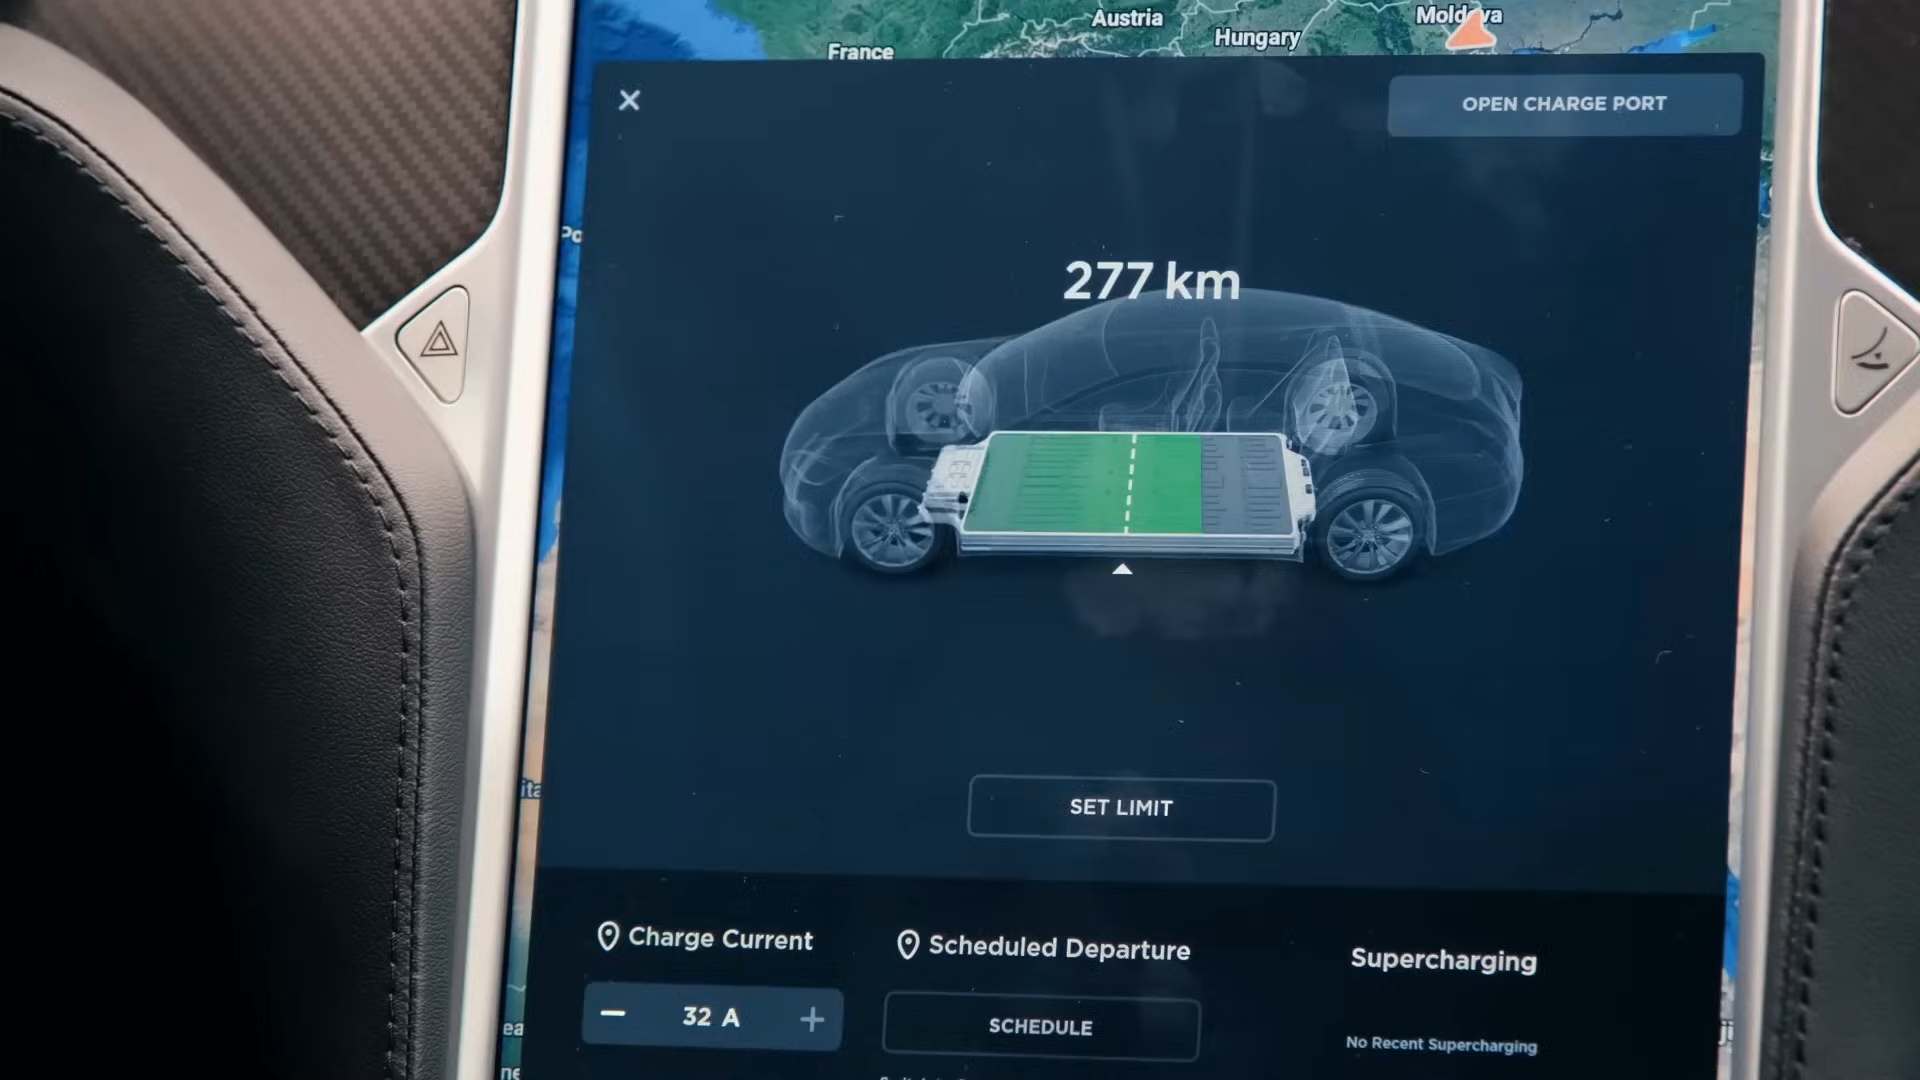 Austria
Moldova
Hungary
France
OPEN CHARGE PORT
277 km
SET LIMIT
Charge Current
Scheduled Departure
Supercharging
32 A
SCHEDULE
No Recent Supercharging